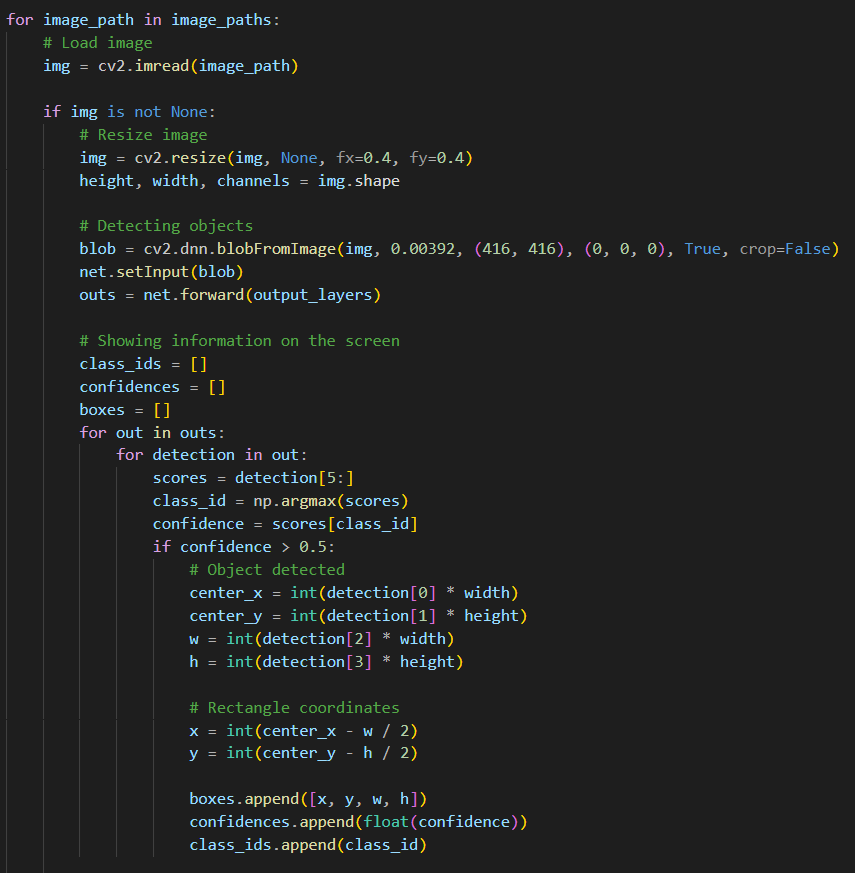 for image_path in image_paths:
    # Load image
    img = cv2.imread(image_path)

    if img is not None:
        # Resize image
        img = cv2.resize(img, None, fx=0.4, fy=0.4)
        height, width, channels = img.shape

        # Detecting objects
        blob = cv2.dnn.blobFromImage(img, 0.00392, (416, 416), (0, 0, 0), True, crop=False)
        net.setInput(blob)
        outs = net.forward(output_layers)

        # Showing information on the screen
        class_ids = []
        confidences = []
        boxes = []
        for out in outs:
            for detection in out:
                scores = detection[5:]
                class_id = np.argmax(scores)
                confidence = scores[class_id]
                if confidence > 0.5:
                    # Object detected
                    center_x = int(detection[0] * width)
                    center_y = int(detection[1] * height)
                    w = int(detection[2] * width)
                    h = int(detection[3] * height)

                    # Rectangle coordinates
                    x = int(center_x - w / 2)
                    y = int(center_y - h / 2)

                    boxes.append([x, y, w, h])
                    confidences.append(float(confidence))
                    class_ids.append(class_id)